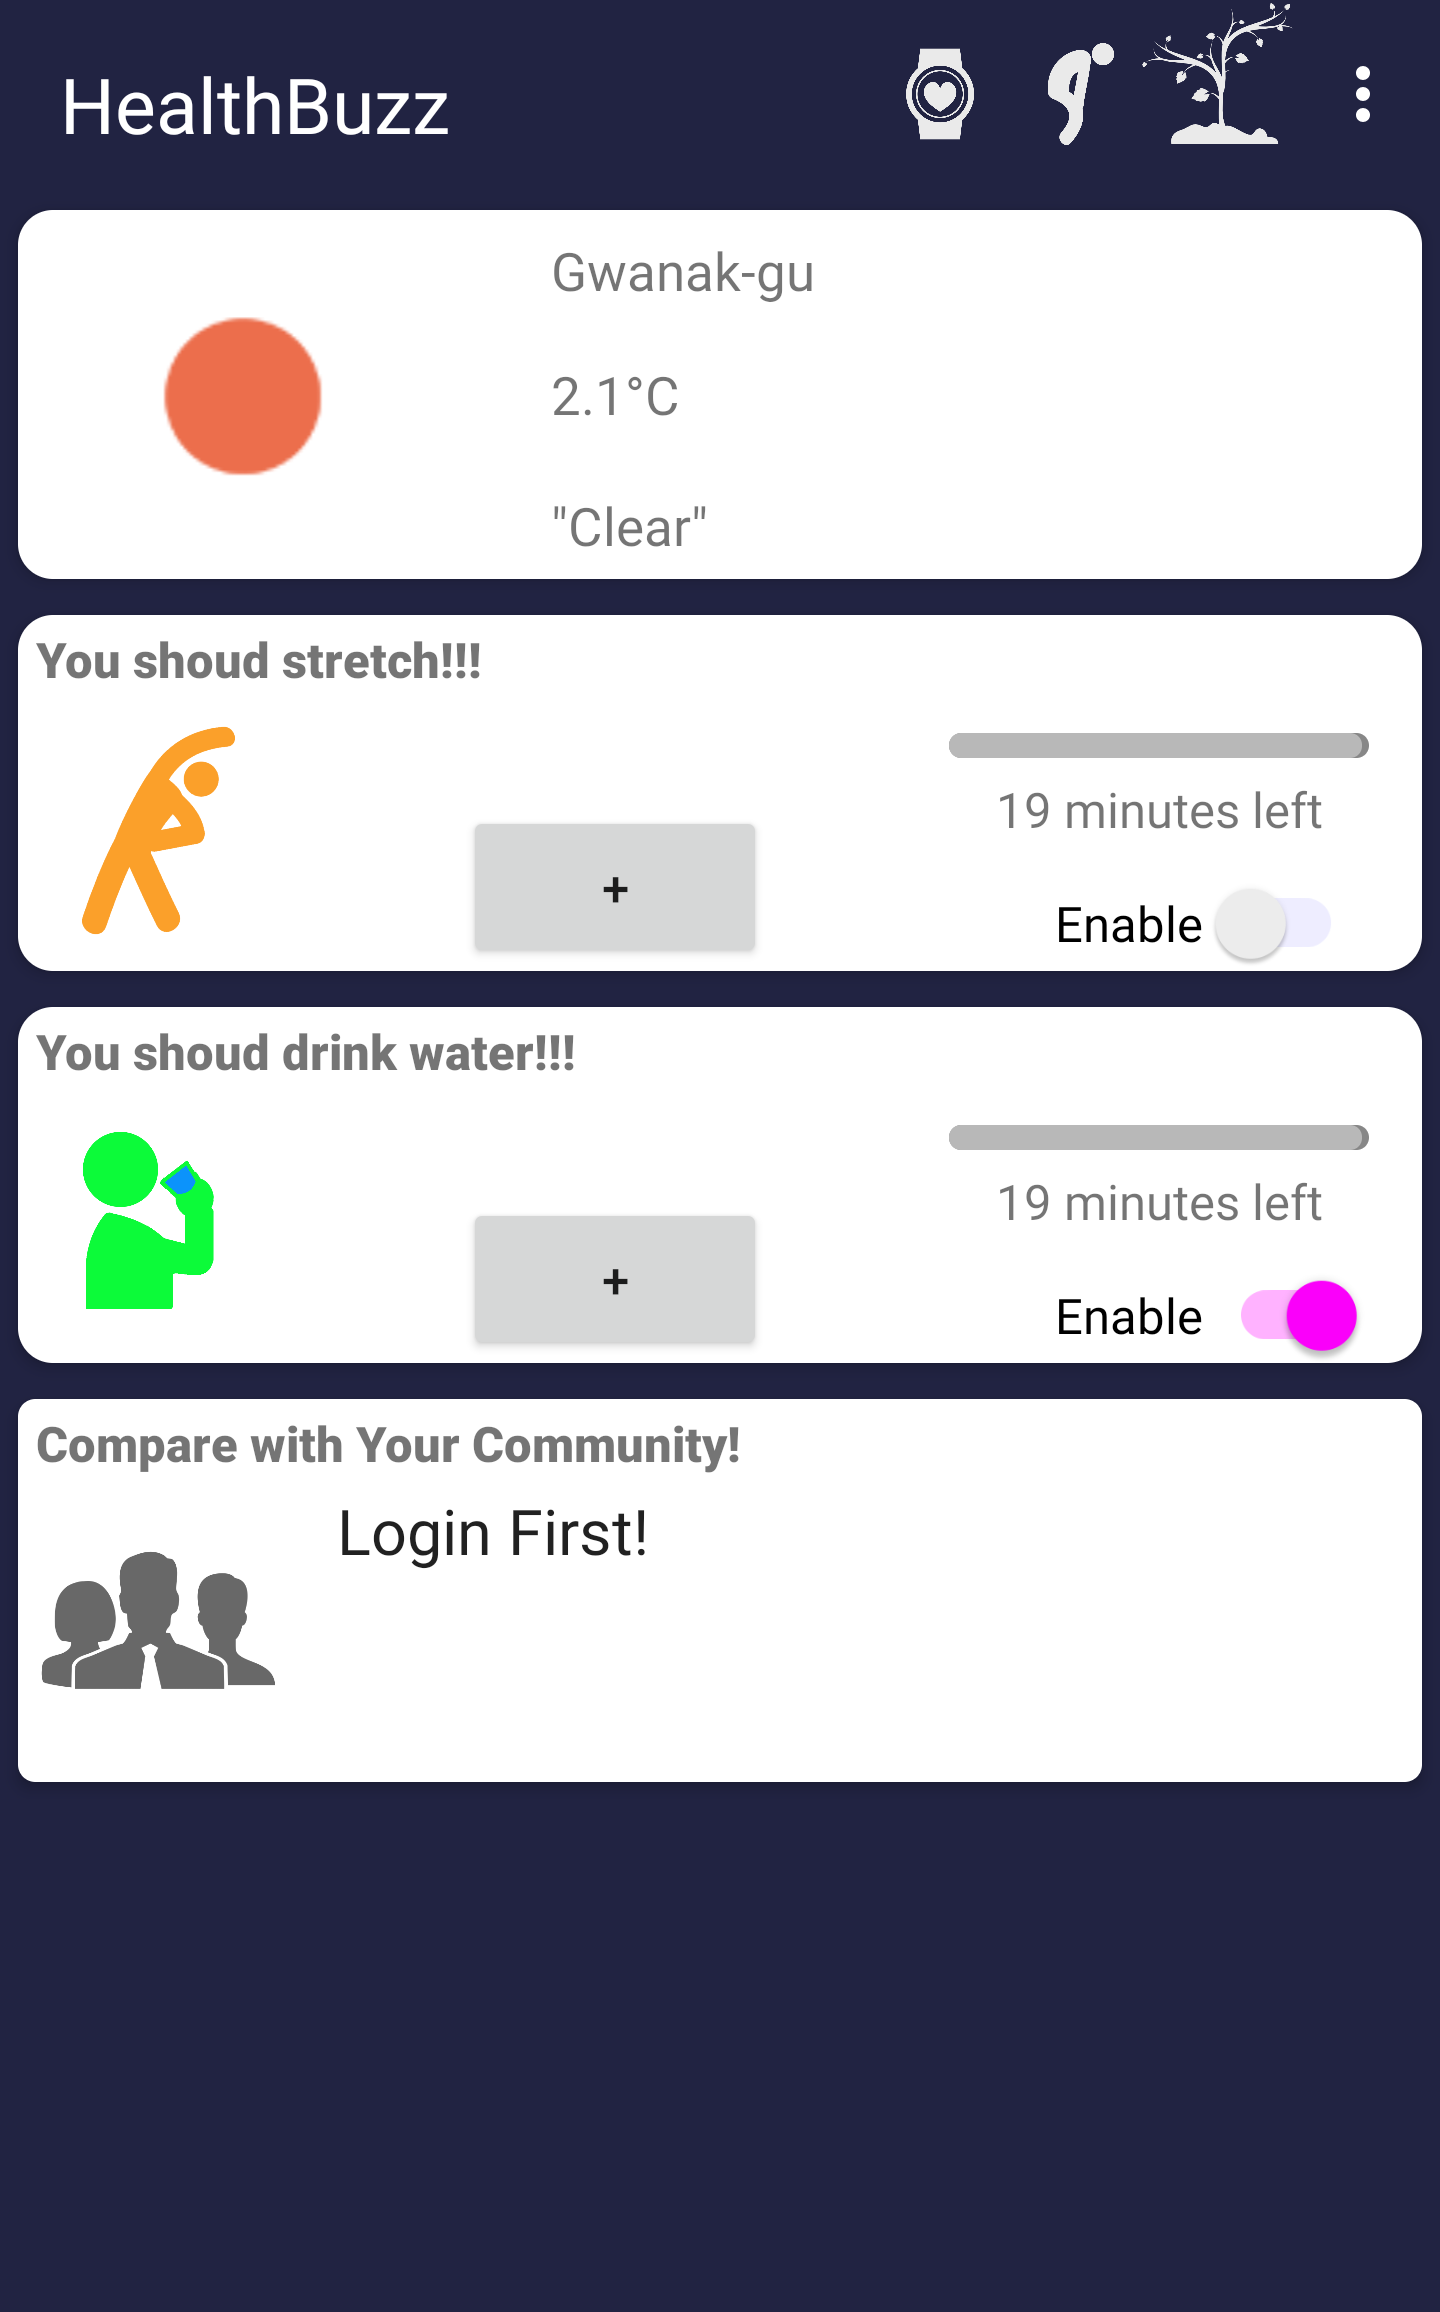 HealthBuzz
Gwanak-gu
2.1°C
"Clear"
You shoud stretch!!!
19 minutes left
+
Enable
You shoud drink water!!!
19 minutes left
+
Enable
Compare with Your Community!
Login First!